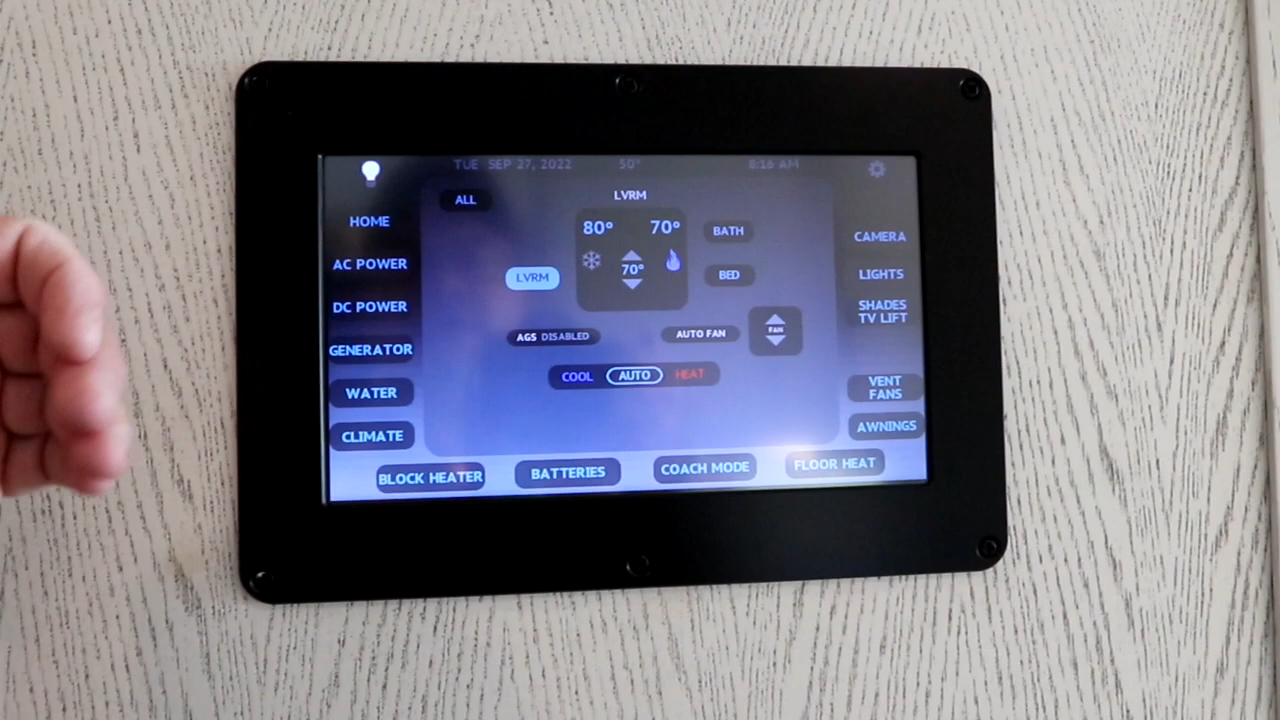 TUE SEP 27, 2022 50° 8:16 AM
ALL
LVRM
HOME
AC POWER
DC POWER
GENERATOR
WATER
CLIMATE
80° 70°
70°
LVRM
BATH
BED
AGS DISABLED
AUTO FAN
FAN
COOL AUTO HEAT
CAMERA
LIGHTS
SHADES
TV LIFT
VENT
FANS
AWNINGS
BLOCK HEATER
BATTERIES
COACH MODE
FLOOR HEAT